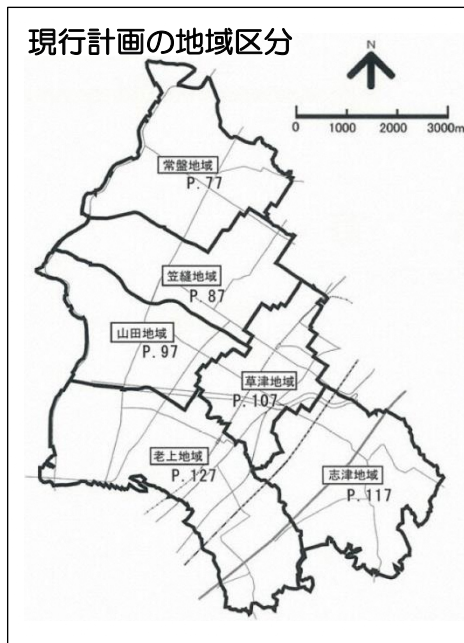 現行計画の地域区分
N
0 1000 2000 3000m
常盤地域
P.77
笠縫地域
P.87
山田地域
P.97
草津地域
P.107
老上地域
P.127
志津地域
P.117